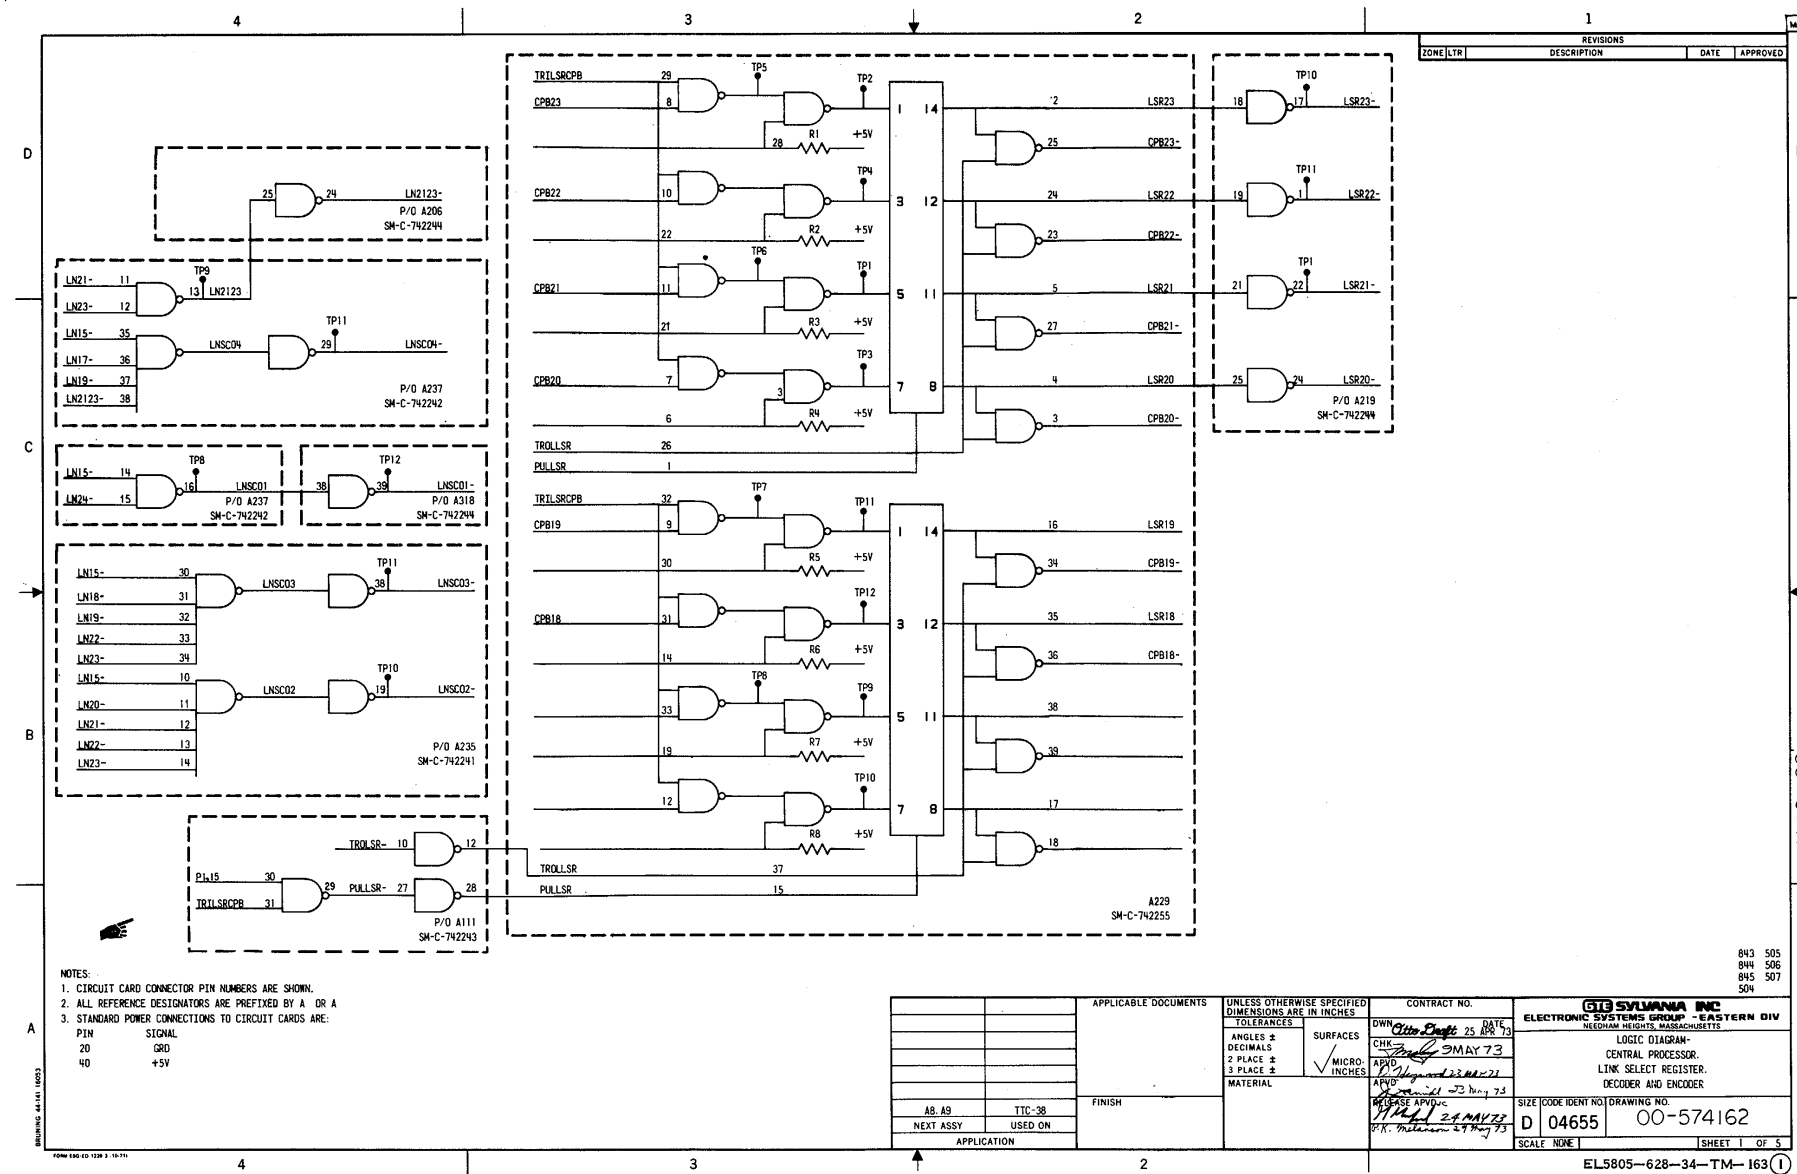 4 3 2 1
REVISIONS
ZONE LTR DESCRIPTION DATE APPROVED
D
C
B
A
25 24 LN2123-
P/O A206
SM-C-742244
LN21- 11
TP9
13 LN2123
LN23- 12
LN15- 35
TP11
LN17- 36
LNSC04 29 LNSC04-
LN19- 37
LN2123- 38
P/O A237
SM-C-742242
LN15- 14
TP8
16 LNSC01
LN24- 15
P/O A237
SM-C-742242
TP12
38 39 LNSC01-
P/O A318
SM-C-742244
LN15- 30
TP11
LNSC03 38 LNSC03-
LN18- 31
LN19- 32
LN22- 33
LN23- 34
LN15- 10
TP10
LNSC02 19 LNSC02-
LN20- 11
LN21- 12
LN22- 13
LN23- 14
P/O A235
SM-C-742241
TROLSR- 10 12
P1,15 30
29 PULLSR- 27 28
TRILSRCPB 31
P/O A111
SM-C-742243
TRILSRCPB 29 TP5 TP2
CPB23 8 1 14 2 LSR23
28 R1 +5V 25 CPB23-
TP4
CPB22 10 3 12 24 LSR22
22 R2 +5V 23 CPB22-
TP6 TP1
CPB21 11 5 11 5 LSR21
21 R3 +5V 27 CPB21-
TP3
CPB20 7 3 7 8 4 LSR20
6 R4 +5V 3 CPB20-
TROLLSR 26
PULLSR 1
TRILSRCPB 32 TP7 TP11
CPB19 9 1 14 16 LSR19
30 R5 +5V 34 CPB19-
TP12
CPB18 31 3 12 35 LSR18
14 R6 +5V 36 CPB18-
TP8 TP9
33 5 11 38
19 R7 +5V 39
TP10
12 7 8 17
R8 +5V 18
TROLLSR 37
PULLSR 15
A229
SM-C-742255
TP10
18 17 LSR23-
TP11
19 1 LSR22-
TP1
21 22 LSR21-
25 24 LSR20-
P/O A219
SM-C-742244
NOTES:
1. CIRCUIT CARD CONNECTOR PIN NUMBERS ARE SHOWN.
2. ALL REFERENCE DESIGNATORS ARE PREFIXED BY A OR A
3. STANDARD POWER CONNECTIONS TO CIRCUIT CARDS ARE:
PIN SIGNAL
20 GRD
40 +5V
843 505
844 506
845 507
504
A8, A9 TTC-38
NEXT ASSY USED ON
APPLICATION
APPLICABLE DOCUMENTS
FINISH
UNLESS OTHERWISE SPECIFIED
DIMENSIONS ARE IN INCHES
TOLERANCES
ANGLES ±
DECIMALS
2 PLACE ±
3 PLACE ±
SURFACES
MICRO-
INCHES
MATERIAL
CONTRACT NO.
DWN Otto Draft DATE 25 APR 73
CHK 9 MAY 73
APVD 23 MAY 73
APVD 23 May 73
RELEASE APVD 24 MAY 73
GTE SYLVANIA INC
ELECTRONIC SYSTEMS GROUP - EASTERN DIV
NEEDHAM HEIGHTS, MASSACHUSETTS
LOGIC DIAGRAM-
CENTRAL PROCESSOR.
LINK SELECT REGISTER.
DECODER AND ENCODER
SIZE CODE IDENT NO. DRAWING NO.
D 04655 00-574162
SCALE NONE SHEET 1 OF 5
BRUNING 44-141 16053
4 3 2
EL5805-628-34-TM-163 1